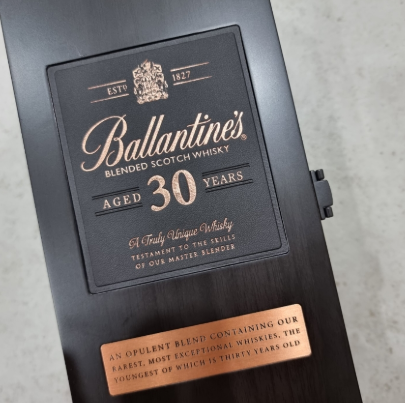 ESTD 1827
Ballantine's
BLENDED SCOTCH WHISKY
AGED 30 YEARS
A Truly Unique Whisky
TESTAMENT TO THE SKILLS
OF OUR MASTER BLENDER
AN OPULENT BLEND CONTAINING OUR
RAREST, MOST EXCEPTIONAL WHISKIES, THE
YOUNGEST OF WHICH IS THIRTY YEARS OLD